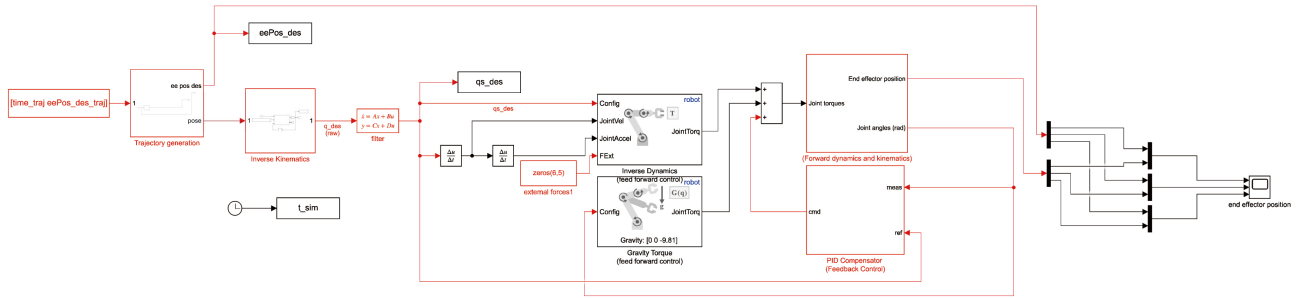 eePos_des
[time_traj eePos_des_traj]
1
ee pos des
pose
Trajectory generation
1
1
Inverse Kinematics
q_des
(raw)
ẋ = Ax + Bu
y = Cx + Du
filter
qs_des
qs_des
Δu
Δt
Δu
Δt
zeros(6,5)
external forces1
robot
Config
JointVel
JointAccel
FExt
T
JointTorq
Inverse Dynamics
(feed forward control)
robot
Config
G(q)
g
JointTorq
Gravity: [0 0 -9.81]
Gravity Torque
(feed forward control)
+
+
+
Joint torques
End effector position
Joint angles (rad)
(Forward dynamics and kinematics)
cmd
meas
ref
PID Compensator
(Feedback Control)
t_sim
end effector position